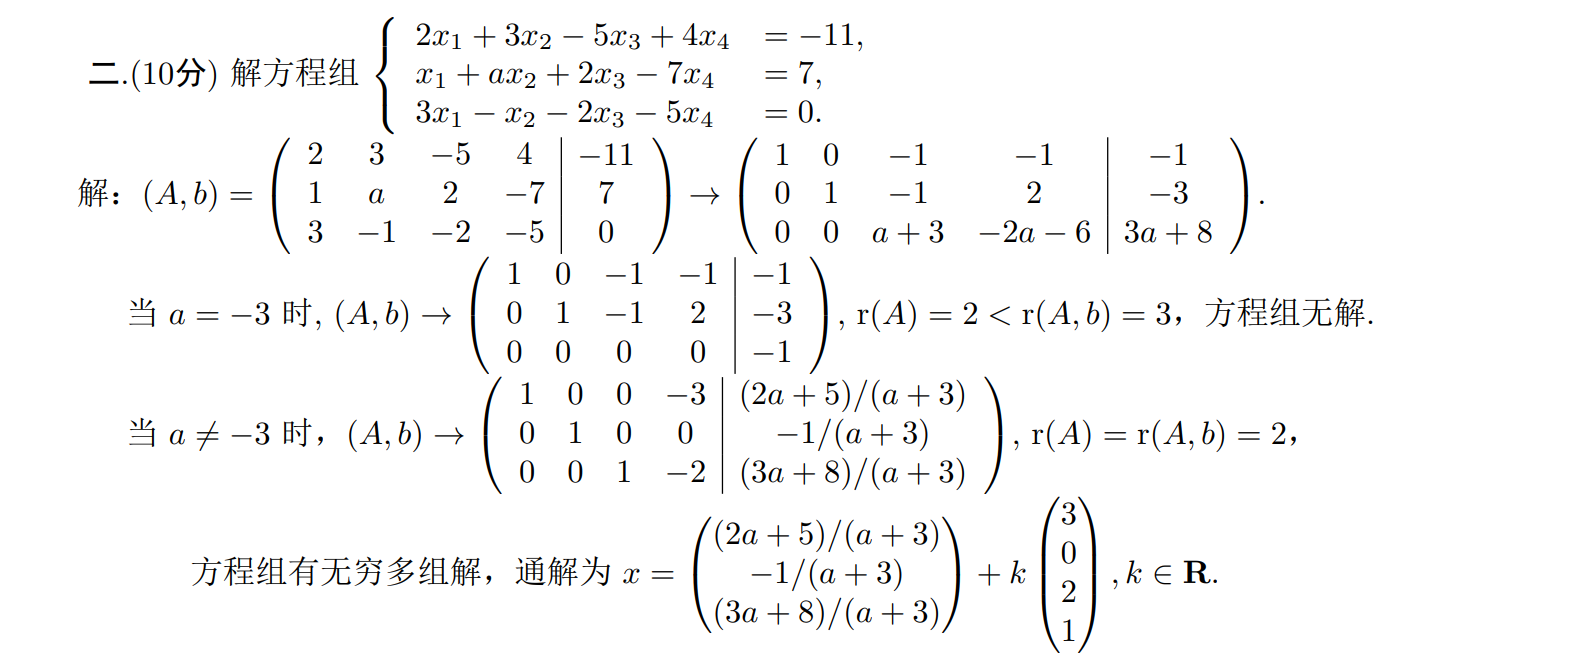 二.(10分) 解方程组 { 2x₁ + 3x₂ − 5x₃ + 4x₄ = −11,
x₁ + ax₂ + 2x₃ − 7x₄ = 7,
3x₁ − x₂ − 2x₃ − 5x₄ = 0.
解：(A, b) = ( 2 3 −5 4 | −11 ; 1 a 2 −7 | 7 ; 3 −1 −2 −5 | 0 ) → ( 1 0 −1 −1 | −1 ; 0 1 −1 2 | −3 ; 0 0 a + 3 −2a − 6 | 3a + 8 ).
当 a = −3 时, (A, b) → ( 1 0 −1 −1 | −1 ; 0 1 −1 2 | −3 ; 0 0 0 0 | −1 ), r(A) = 2 < r(A, b) = 3，方程组无解.
当 a ≠ −3 时，(A, b) → ( 1 0 0 −3 | (2a + 5)/(a + 3) ; 0 1 0 0 | −1/(a + 3) ; 0 0 1 −2 | (3a + 8)/(a + 3) ), r(A) = r(A, b) = 2，
方程组有无穷多组解，通解为 x = ( (2a + 5)/(a + 3) ; −1/(a + 3) ; (3a + 8)/(a + 3) ) + k ( 3 ; 0 ; 2 ; 1 ), k ∈ R.